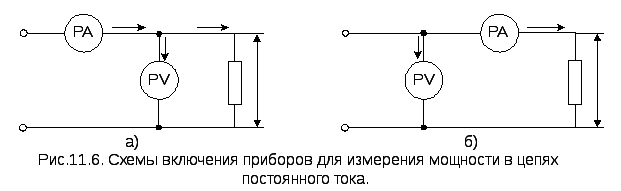 PA
PV
PA
PV
а)
б)
Рис.11.6. Схемы включения приборов для измерения мощности в цепях
постоянного тока.